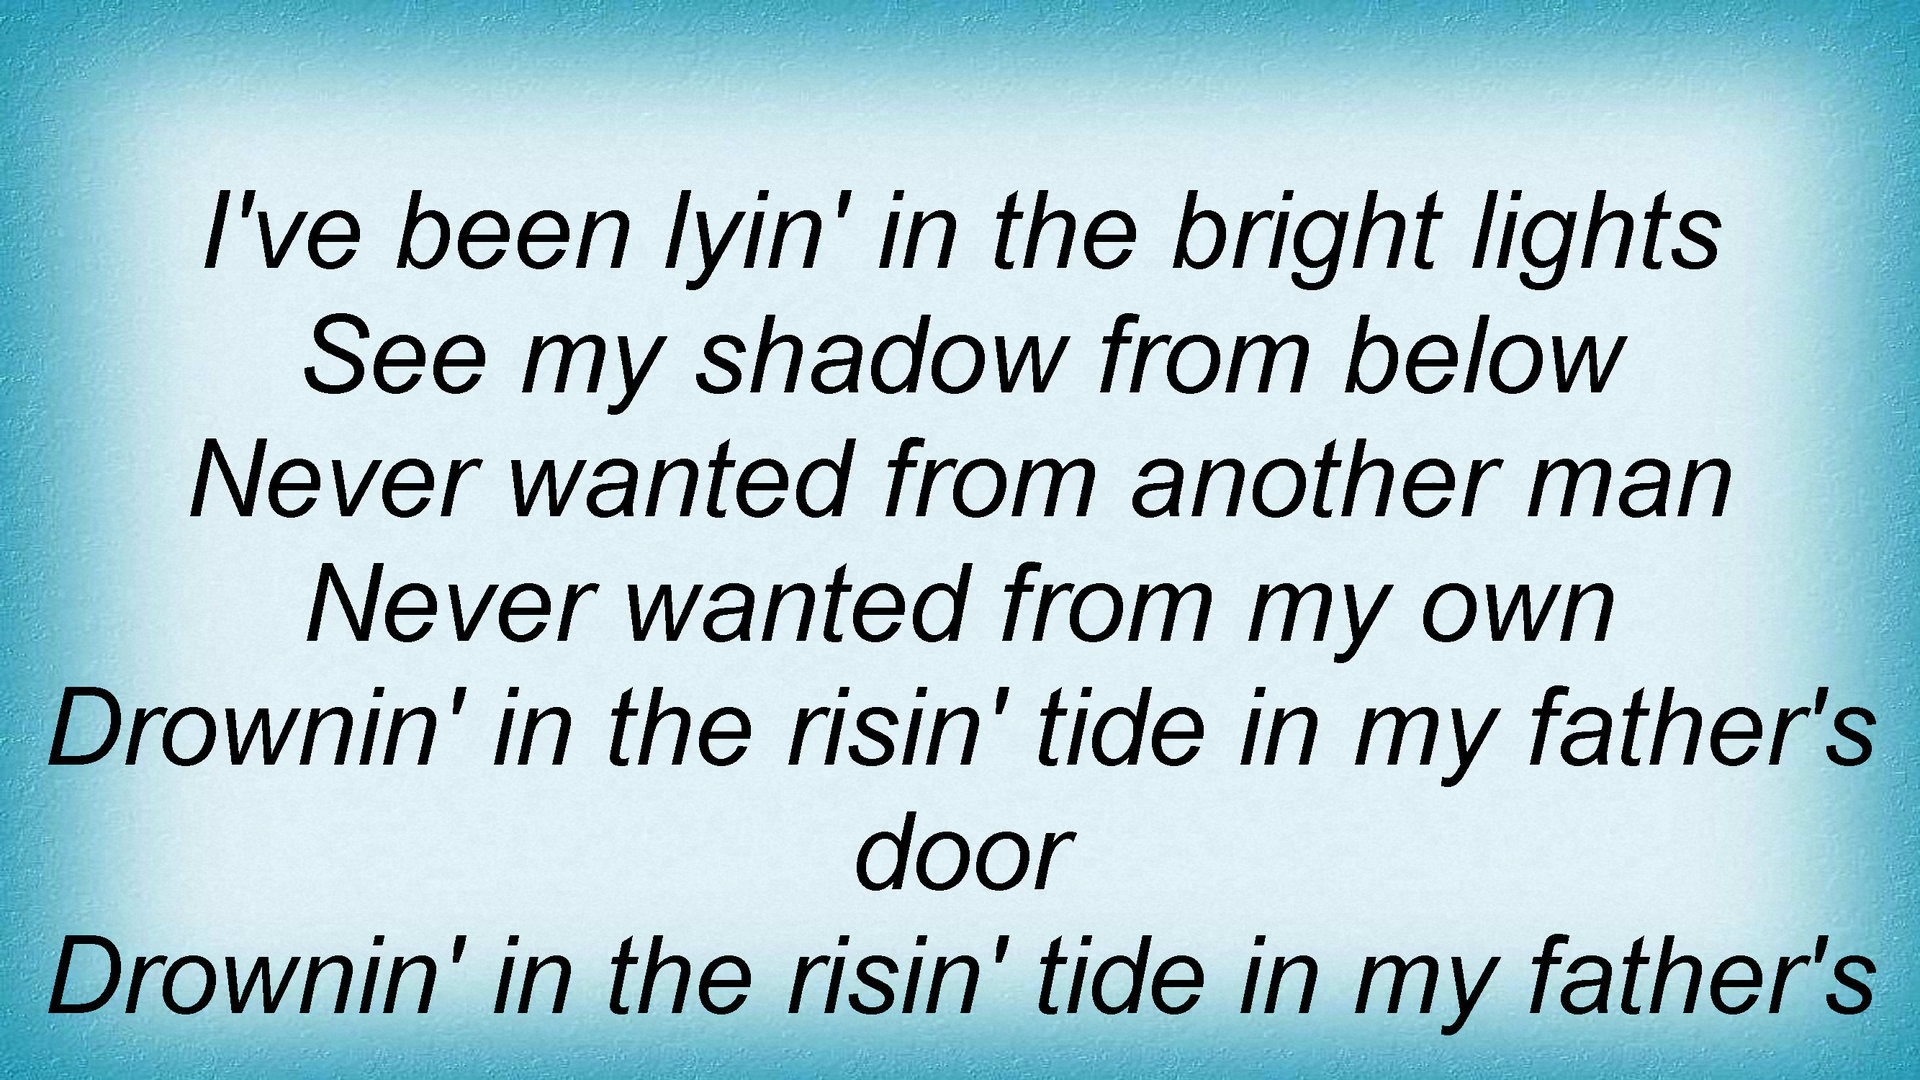 I've been lyin' in the bright lights
See my shadow from below
Never wanted from another man
Never wanted from my own
Drownin' in the risin' tide in my father's
door
Drownin' in the risin' tide in my father's